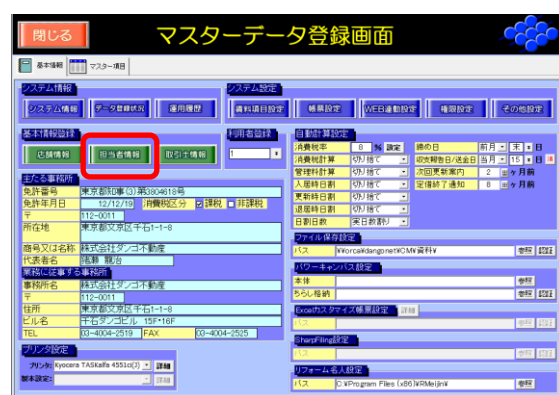 閉じる マスターデータ登録画面
基本情報 マスター項目
システム情報 システム設定
システム情報 データ登録状況 運用履歴 資料項目設定 帳票設定 WEB連動設定 権限設定 その他設定
基本情報登録 利用者登録 自動計算設定
店舗情報 担当者情報 取引士情報 1
消費税率 8 % 設定 締め日 前月 末 日
消費税計算 切り捨て 収支報告日/送金日 当月 15 日
管理料計算 切り捨て 次回更新案内 2 ヶ月前
入居時日割 切り捨て 定借終了通知 8 ヶ月前
更新時日割 切り捨て
退居時日割 切り捨て
日割日数 実日数割り
主たる事務所
免許番号 東京都知事(3)第3804618号
免許年月日 12/12/19 消費税区分 課税 非課税
〒 112-0011
所在地 東京都文京区千石1-1-8
商号又は名称 株式会社ダンゴ不動産
代表者名 猪瀬 龍治
業務に従事する事務所
事務所名 株式会社ダンゴ不動産
〒 112-0011
住所 東京都文京区千石1-1-8
ビル名 千石ダンゴビル 15F・16F
TEL 03-4004-2519 FAX 03-4004-2525
ファイル保存設定
パス ¥¥orca¥dangonet¥CM¥資料¥ 参照
パワーキャンバス設定
本体 参照
ちらし格納 参照
Excelカスタマイズ帳票設定 詳細
パス 参照
SharpFiling設定
パス 参照
リフォーム名人設定
パス C:¥Program Files (x86)¥RMeijin¥ 参照
プリンタ設定
プリンタ: Kyocera TASKalfa 4551ci(J) 詳細
製本設定: 詳細